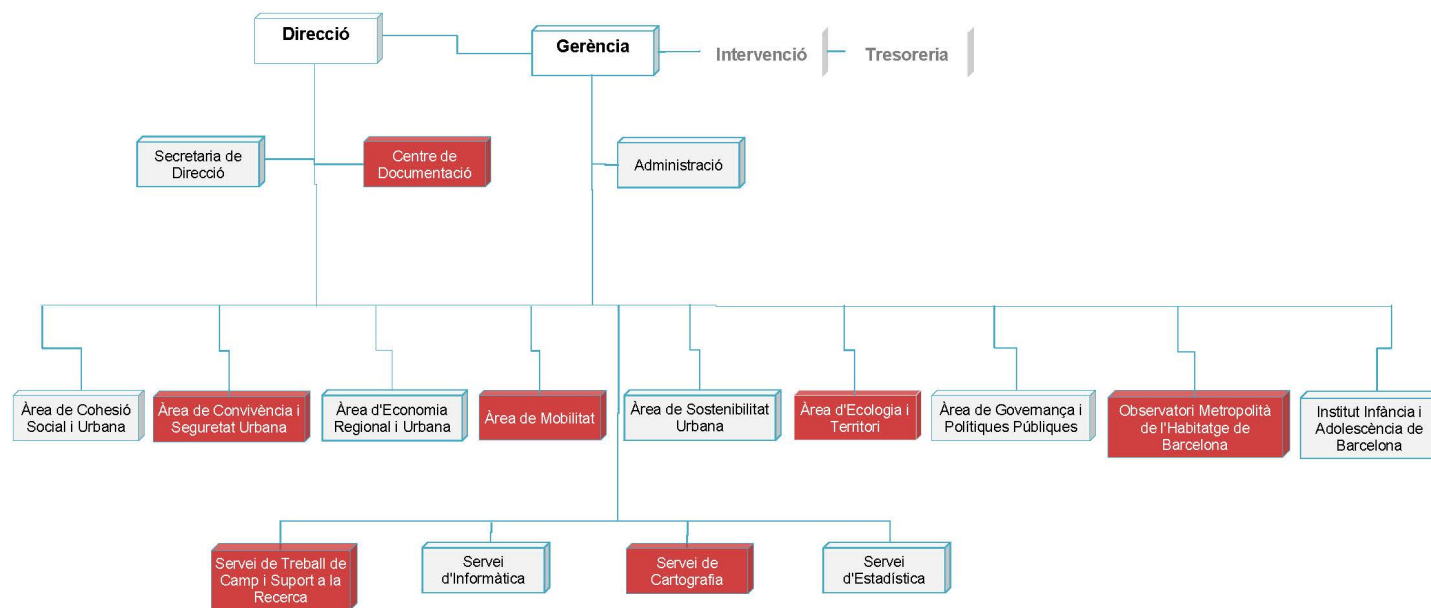 Direcció
Gerència
Intervenció
Tresoreria
Secretaria de
Direcció
Centre de
Documentació
Administració
Àrea de Cohesió
Social i Urbana
Àrea de Convivència i
Seguretat Urbana
Àrea d'Economia
Regional i Urbana
Àrea de Mobilitat
Àrea de Sostenibilitat
Urbana
Àrea d'Ecologia i
Territori
Àrea de Governança i
Polítiques Públiques
Observatori Metropolità
de l'Habitatge de
Barcelona
Institut Infància i
Adolescència de
Barcelona
Servei de Treball de
Camp i Suport a la
Recerca
Servei
d'Informàtica
Servei de
Cartografia
Servei
d'Estadística